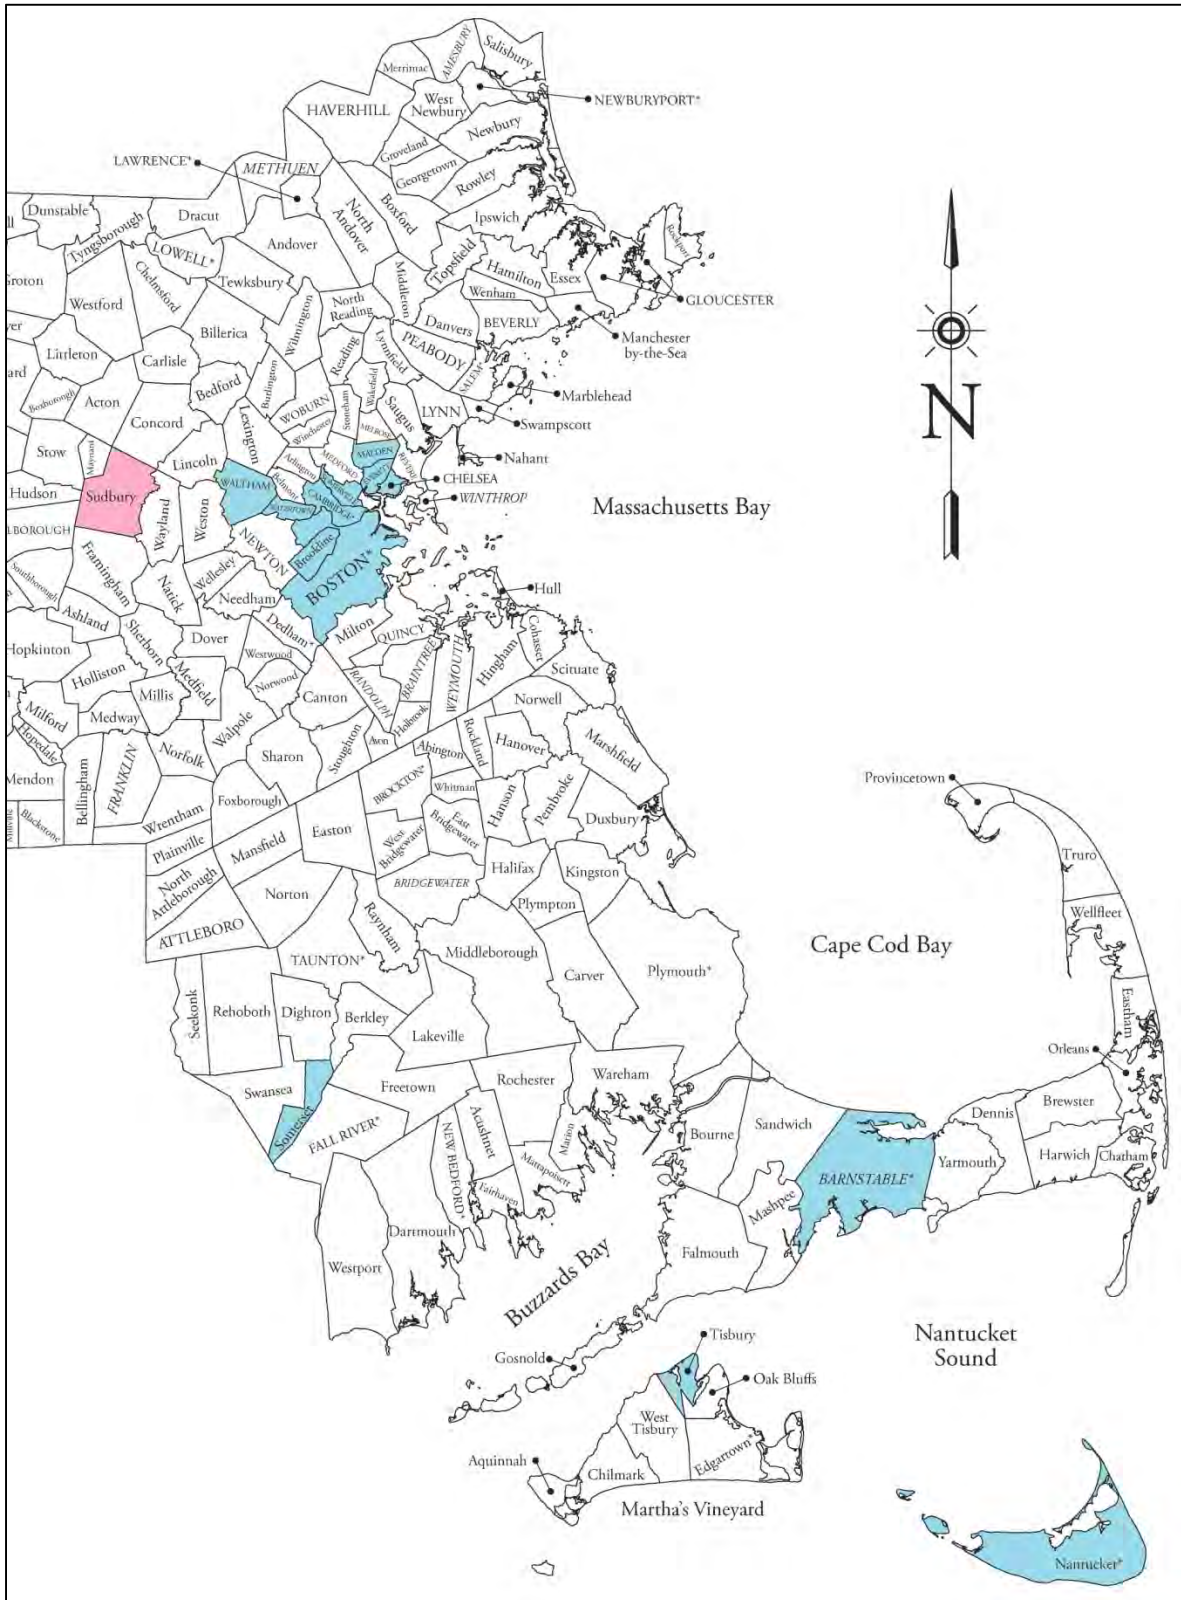 Salisbury
AMESBURY
Merrimac
NEWBURYPORT*
West
Newbury
HAVERHILL
Newbury
Groveland
LAWRENCE*
METHUEN
Georgetown
Rowley
Dunstable
Tyngsborough
Dracut
North
Andover
Boxford
Ipswich
Rockport
Andover
LOWELL*
Topsfield
Chelmsford
Tewksbury
Middleton
Hamilton
Essex
Groton
Westford
Wenham
GLOUCESTER
Wilmington
North
Reading
Danvers
BEVERLY
Billerica
Manchester
by-the-Sea
Littleton
Carlisle
Reading
Lynnfield
PEABODY
Burlington
Bedford
Wakefield
SALEM*
Boxborough
Acton
Marblehead
WOBURN
Stoneham
Saugus
LYNN
Concord
Lexington
Swampscott
Winchester
MELROSE
Stow
Maynard
Lincoln
Arlington
MEDFORD
MALDEN
REVERE
Nahant
EVERETT
CHELSEA
Hudson
Sudbury
WALTHAM
Belmont
SOMERVILLE
CAMBRIDGE*
WINTHROP
Massachusetts Bay
N
WATERTOWN
LBOROUGH
Wayland
Weston
NEWTON
Brookline
BOSTON*
Framingham
Wellesley
Southborough
Natick
Needham
Hull
Ashland
Dedham*
Milton
QUINCY
Cohasset
Hopkinton
Sherborn
Dover
Westwood
BRAINTREE
WEYMOUTH
Hingham
Scituate
Holliston
Medfield
Norwood
Canton
RANDOLPH
Millis
Norwell
Milford
Medway
Walpole
Holbrook
Hopedale
Norfolk
Sharon
Stoughton
Avon
Rockland
Hanover
Marshfield
Abington
Mendon
Bellingham
FRANKLIN
BROCKTON*
Provincetown
Foxborough
Whitman
Hanson
Pembroke
Wrentham
Easton
Duxbury
Millville
Blackstone
Mansfield
West
Bridgewater
East
Bridgewater
Plainville
Truro
North
Attleborough
Halifax
Kingston
BRIDGEWATER
Norton
Plympton
Wellfleet
Raynham
ATTLEBORO
Middleborough
Cape Cod Bay
TAUNTON*
Carver
Plymouth*
Seekonk
Rehoboth
Dighton
Berkley
Eastham
Lakeville
Orleans
Swansea
Freetown
Rochester
Wareham
Somerset
Brewster
Dennis
FALL RIVER*
Acushnet
Sandwich
NEW BEDFORD*
Marion
Bourne
Harwich
Chatham
Mattapoisett
Yarmouth
BARNSTABLE*
Fairhaven
Mashpee
Dartmouth
Falmouth
Westport
Buzzards Bay
Tisbury
Nantucket
Sound
Gosnold
Oak Bluffs
West
Tisbury
Edgartown*
Aquinnah
Chilmark
Martha's Vineyard
Nantucket*